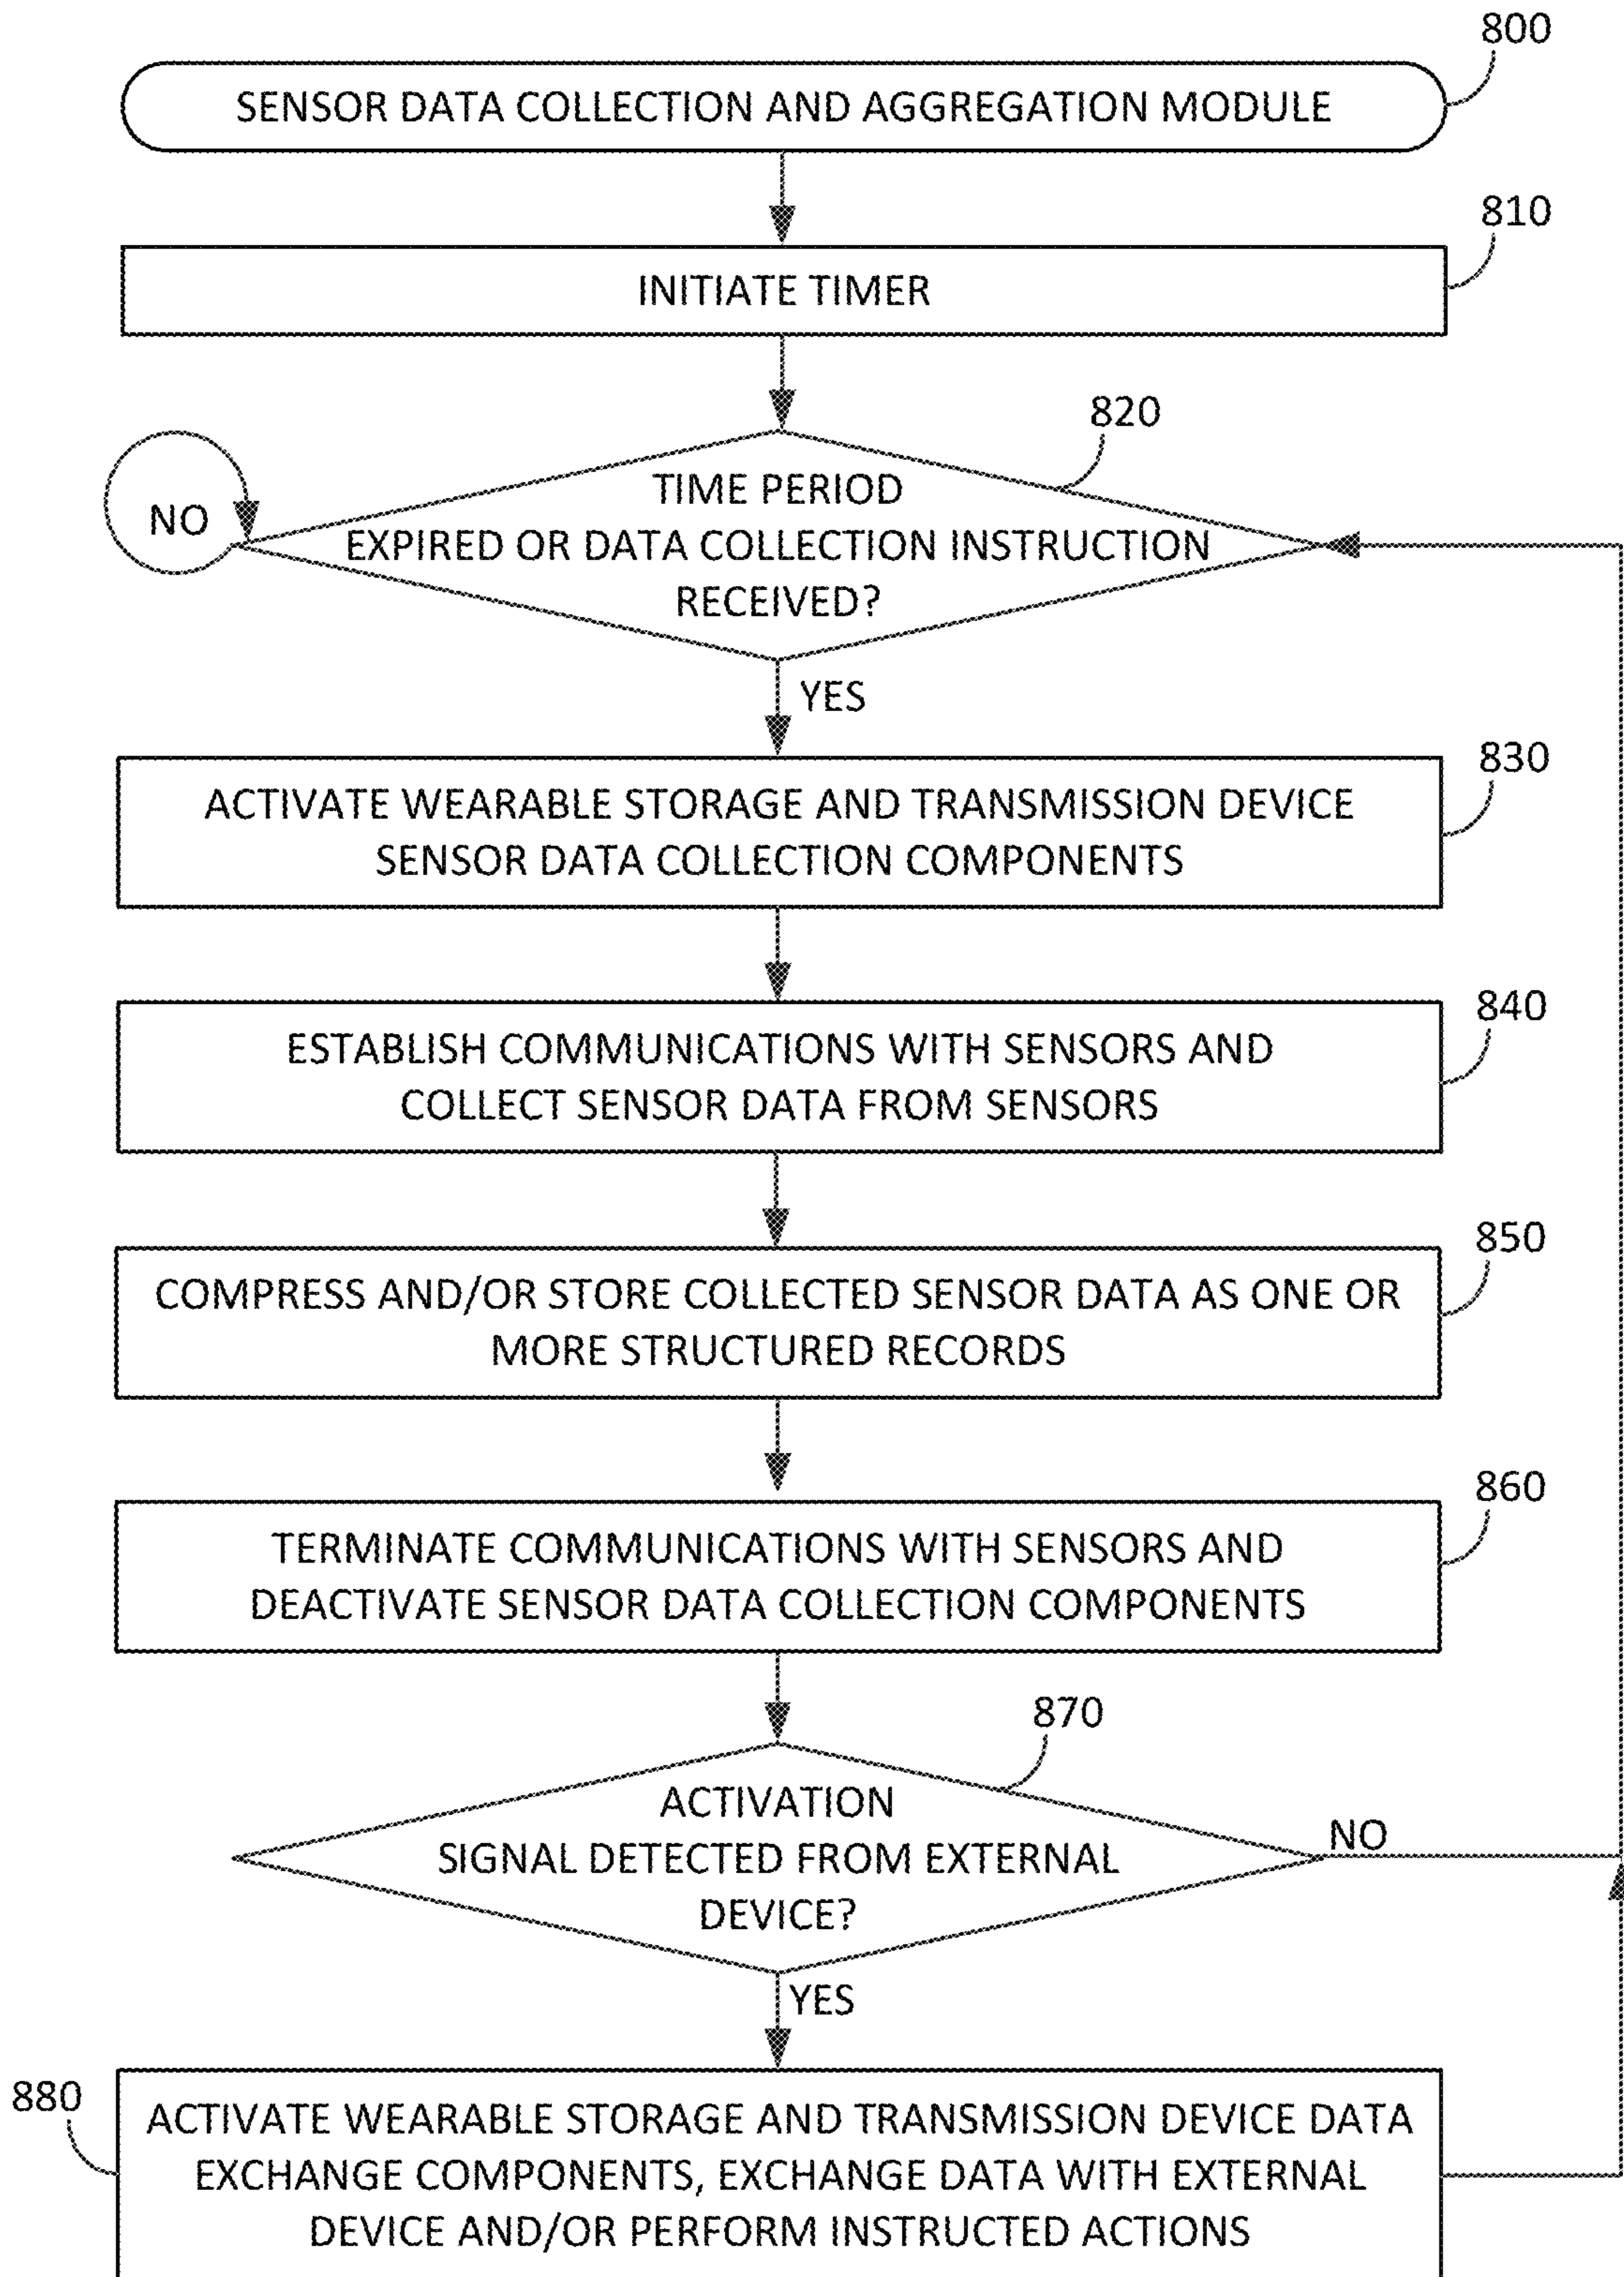 800
SENSOR DATA COLLECTION AND AGGREGATION MODULE
810
INITIATE TIMER
820
TIME PERIOD
NO
EXPIRED OR DATA COLLECTION INSTRUCTION
RECEIVED?
YES
830
ACTIVATE WEARABLE STORAGE AND TRANSMISSION DEVICE
SENSOR DATA COLLECTION COMPONENTS
840
ESTABLISH COMMUNICATIONS WITH SENSORS AND
COLLECT SENSOR DATA FROM SENSORS
850
COMPRESS AND/OR STORE COLLECTED SENSOR DATA AS ONE OR
MORE STRUCTURED RECORDS
860
TERMINATE COMMUNICATIONS WITH SENSORS AND
DEACTIVATE SENSOR DATA COLLECTION COMPONENTS
870
ACTIVATION
SIGNAL DETECTED FROM EXTERNAL
DEVICE?
NO
YES
880
ACTIVATE WEARABLE STORAGE AND TRANSMISSION DEVICE DATA
EXCHANGE COMPONENTS, EXCHANGE DATA WITH EXTERNAL
DEVICE AND/OR PERFORM INSTRUCTED ACTIONS